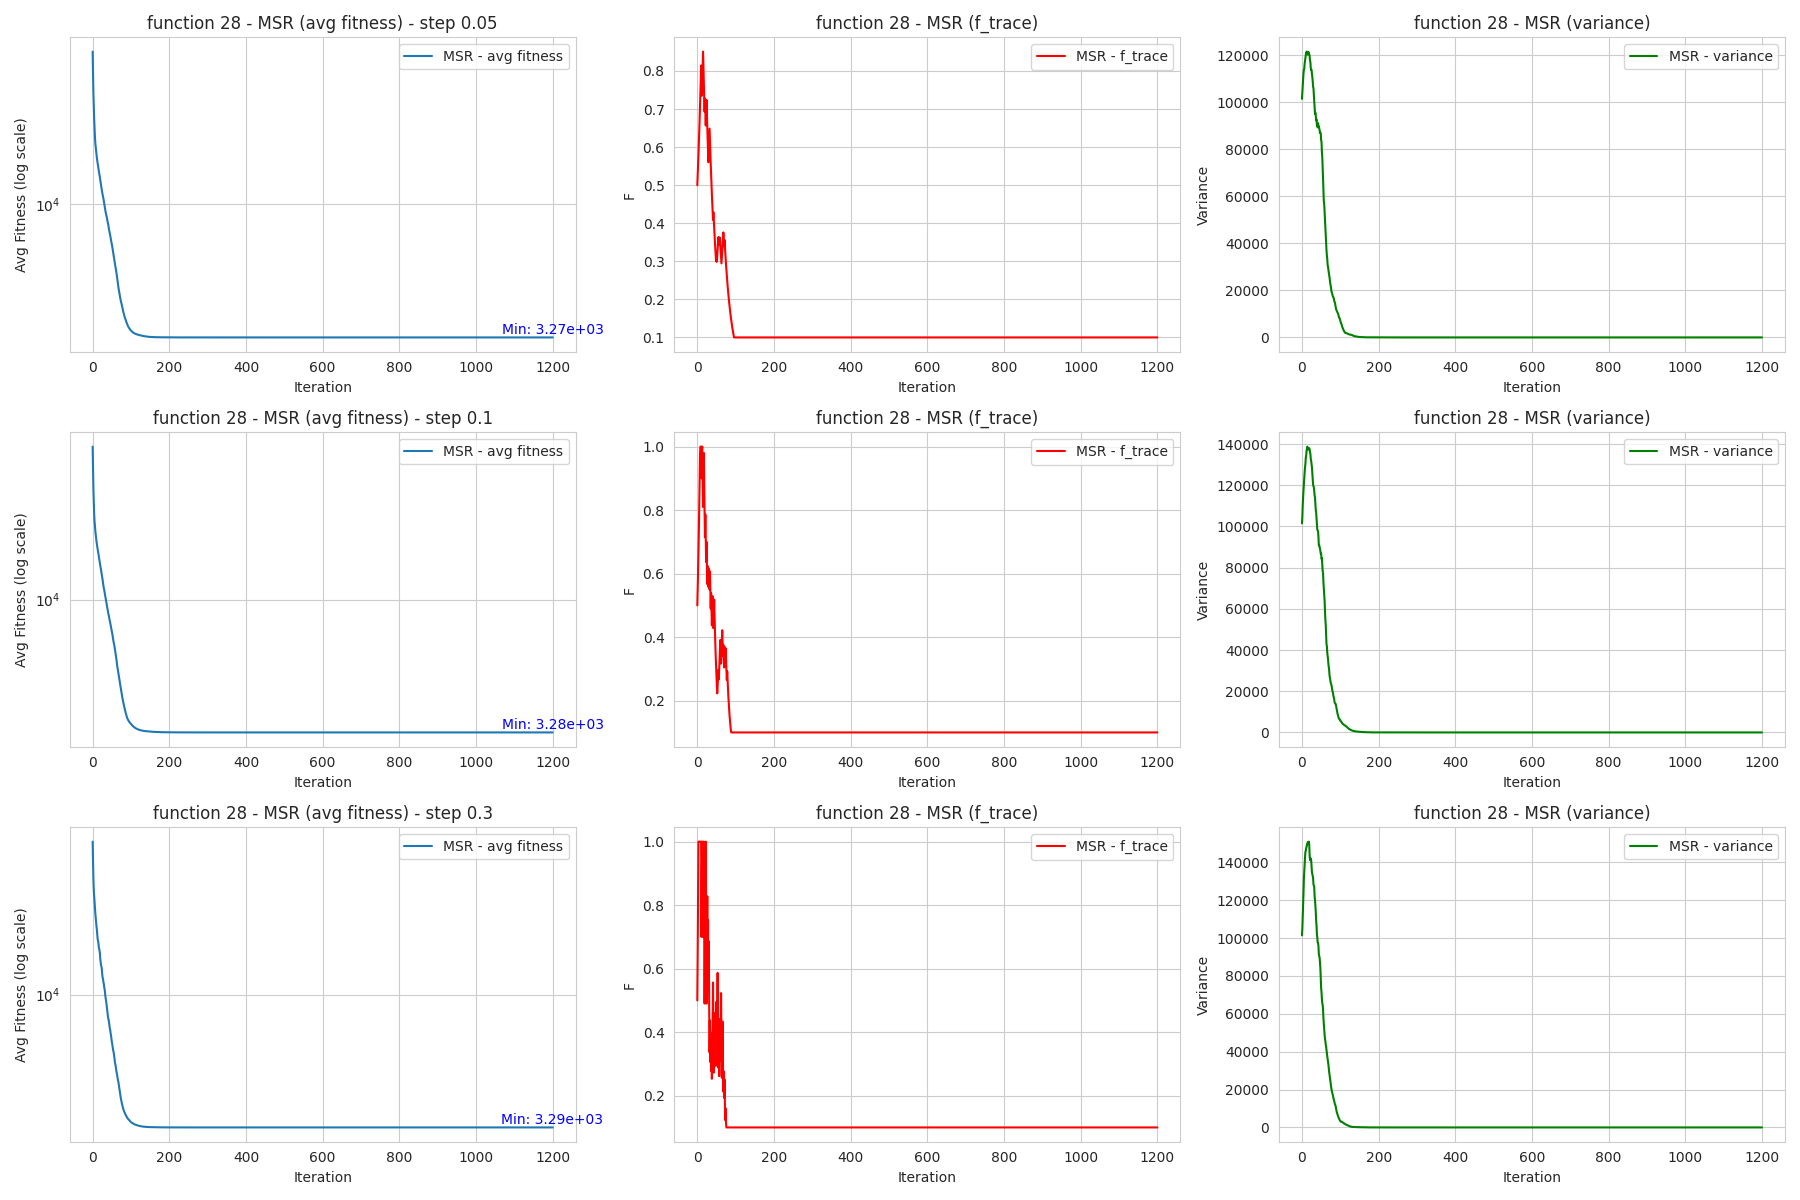 function 28 - MSR (avg fitness) - step 0.05
MSR - avg fitness
Avg Fitness (log scale)
10^4
Min: 3.27e+03
0 200 400 600 800 1000 1200
Iteration
function 28 - MSR (f_trace)
MSR - f_trace
F
0.8
0.7
0.6
0.5
0.4
0.3
0.2
0.1
0 200 400 600 800 1000 1200
Iteration
function 28 - MSR (variance)
MSR - variance
Variance
120000
100000
80000
60000
40000
20000
0
0 200 400 600 800 1000 1200
Iteration
function 28 - MSR (avg fitness) - step 0.1
MSR - avg fitness
Avg Fitness (log scale)
10^4
Min: 3.28e+03
0 200 400 600 800 1000 1200
Iteration
function 28 - MSR (f_trace)
MSR - f_trace
F
1.0
0.8
0.6
0.4
0.2
0 200 400 600 800 1000 1200
Iteration
function 28 - MSR (variance)
MSR - variance
Variance
140000
120000
100000
80000
60000
40000
20000
0
0 200 400 600 800 1000 1200
Iteration
function 28 - MSR (avg fitness) - step 0.3
MSR - avg fitness
Avg Fitness (log scale)
10^4
Min: 3.29e+03
0 200 400 600 800 1000 1200
Iteration
function 28 - MSR (f_trace)
MSR - f_trace
F
1.0
0.8
0.6
0.4
0.2
0 200 400 600 800 1000 1200
Iteration
function 28 - MSR (variance)
MSR - variance
Variance
140000
120000
100000
80000
60000
40000
20000
0
0 200 400 600 800 1000 1200
Iteration